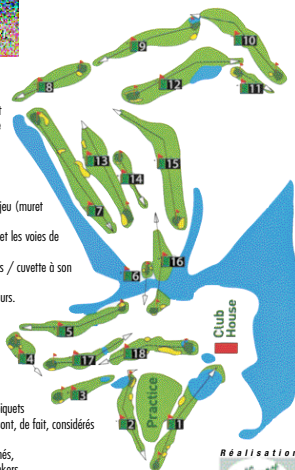 9
10
8
12
11
13
14
15
7
jeu (muret
et les voies de
16
s / cuvette à son
6
urs.
5
Club
House
4
17
18
3
iquets
ont, de fait, considérés
2
Practice
1
nés,
nkers
Réalisation